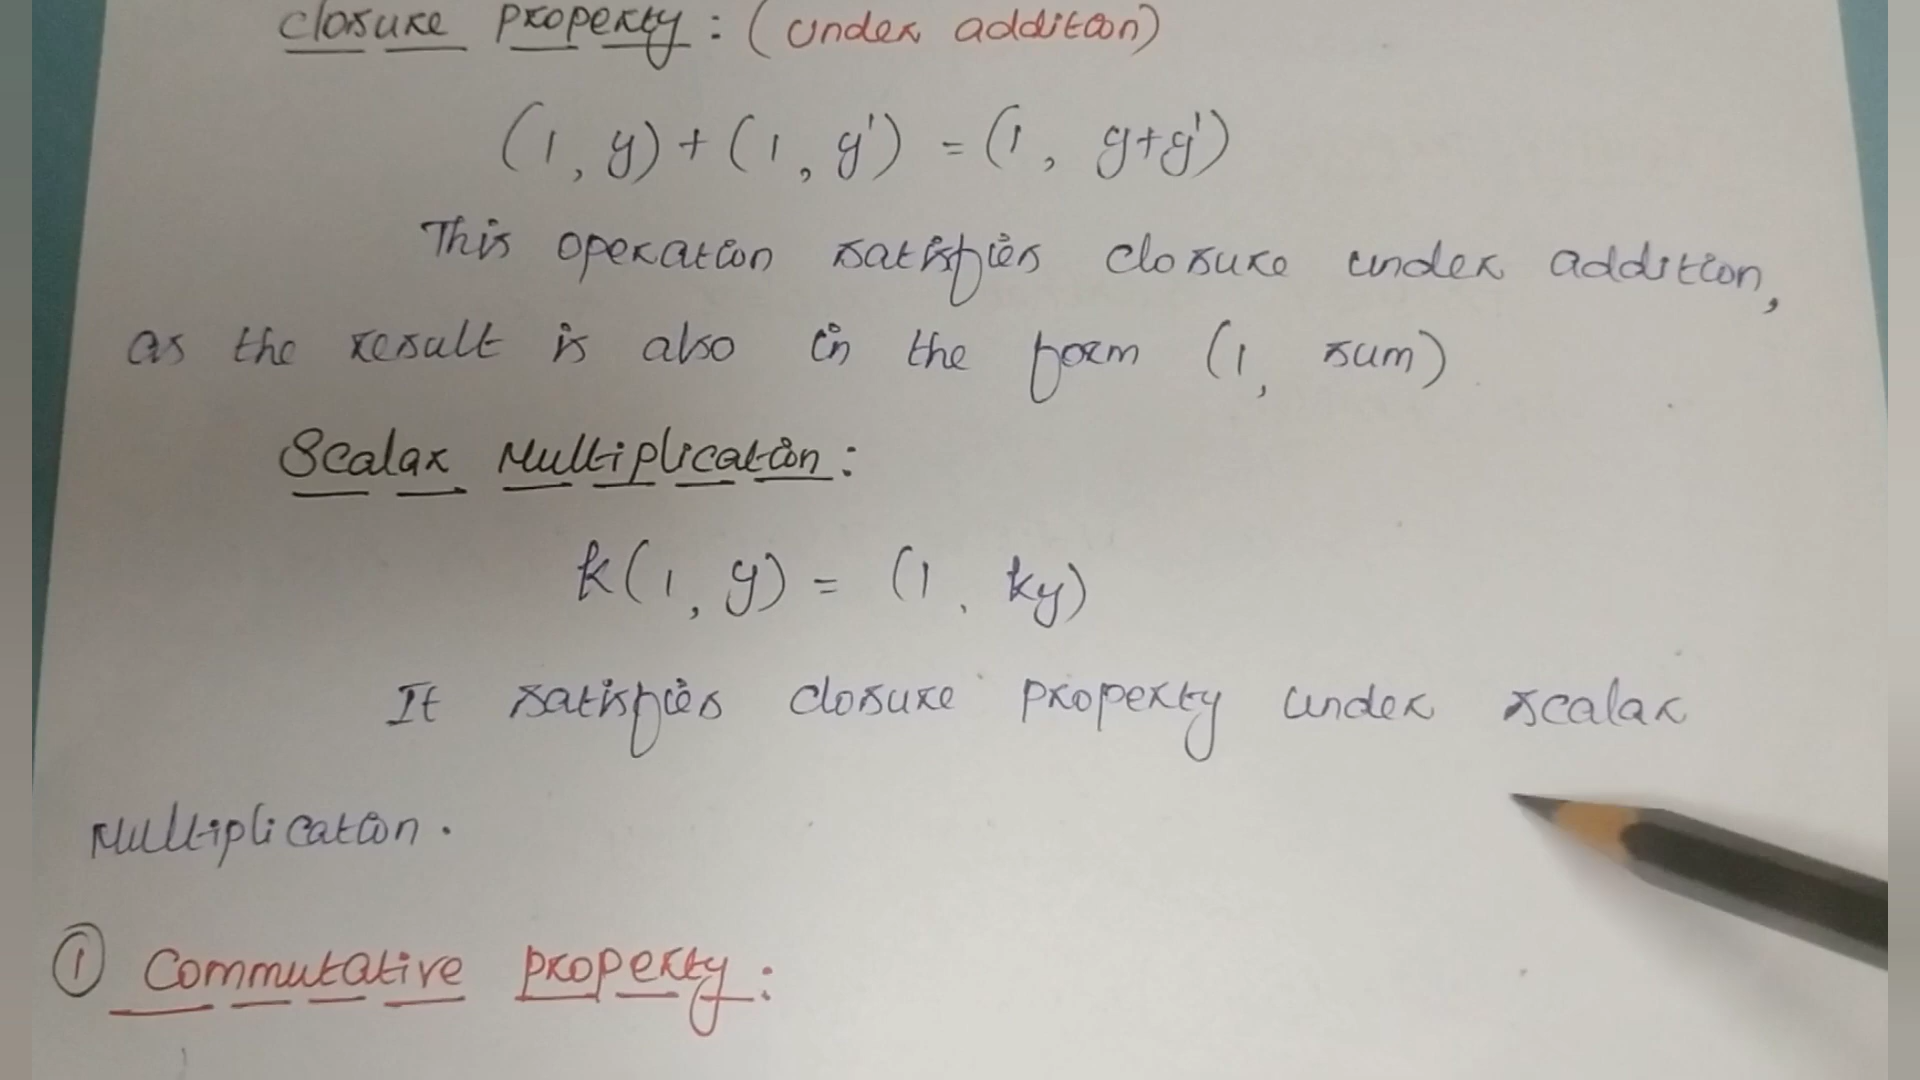 Closure property: (under addition)
(1, y) + (1, y') = (1, y+y')
This operation satisfies closure under addition,
as the result is also in the form (1, sum)
Scalar Multiplication:
k(1, y) = (1, ky)
It satisfies closure property under scalar
Multiplication.
① Commutative property: